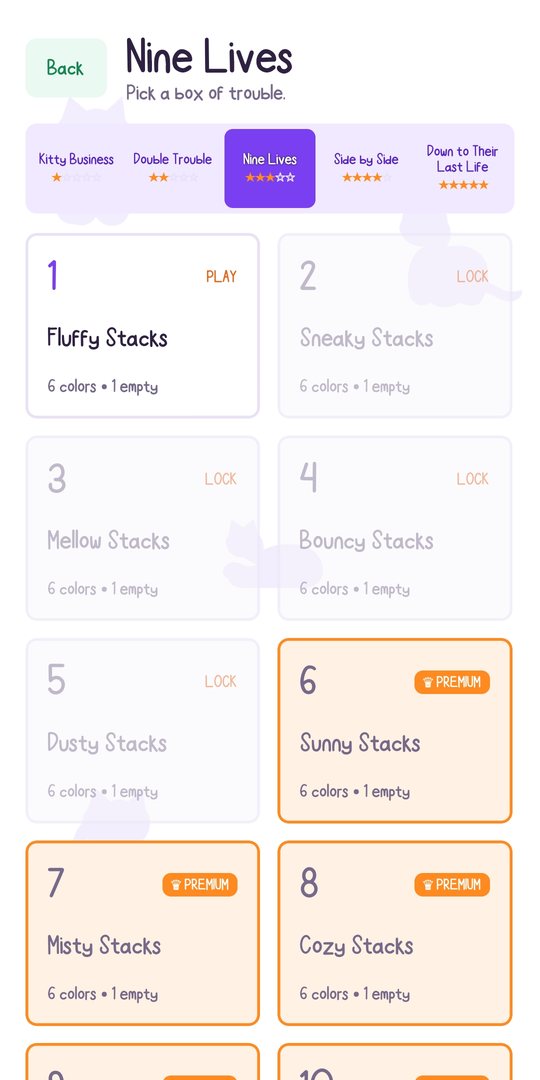 Back
Nine Lives
Pick a box of trouble.
Kitty Business
★☆☆☆☆
Double Trouble
★★☆☆☆
Nine Lives
★★★☆☆
Side by Side
★★★★☆
Down to Their
Last Life
★★★★★
1
PLAY
Fluffy Stacks
6 colors • 1 empty
2
LOCK
Sneaky Stacks
6 colors • 1 empty
3
LOCK
Mellow Stacks
6 colors • 1 empty
4
LOCK
Bouncy Stacks
6 colors • 1 empty
5
LOCK
Dusty Stacks
6 colors • 1 empty
6
♛ PREMIUM
Sunny Stacks
6 colors • 1 empty
7
♛ PREMIUM
Misty Stacks
6 colors • 1 empty
8
♛ PREMIUM
Cozy Stacks
6 colors • 1 empty
10